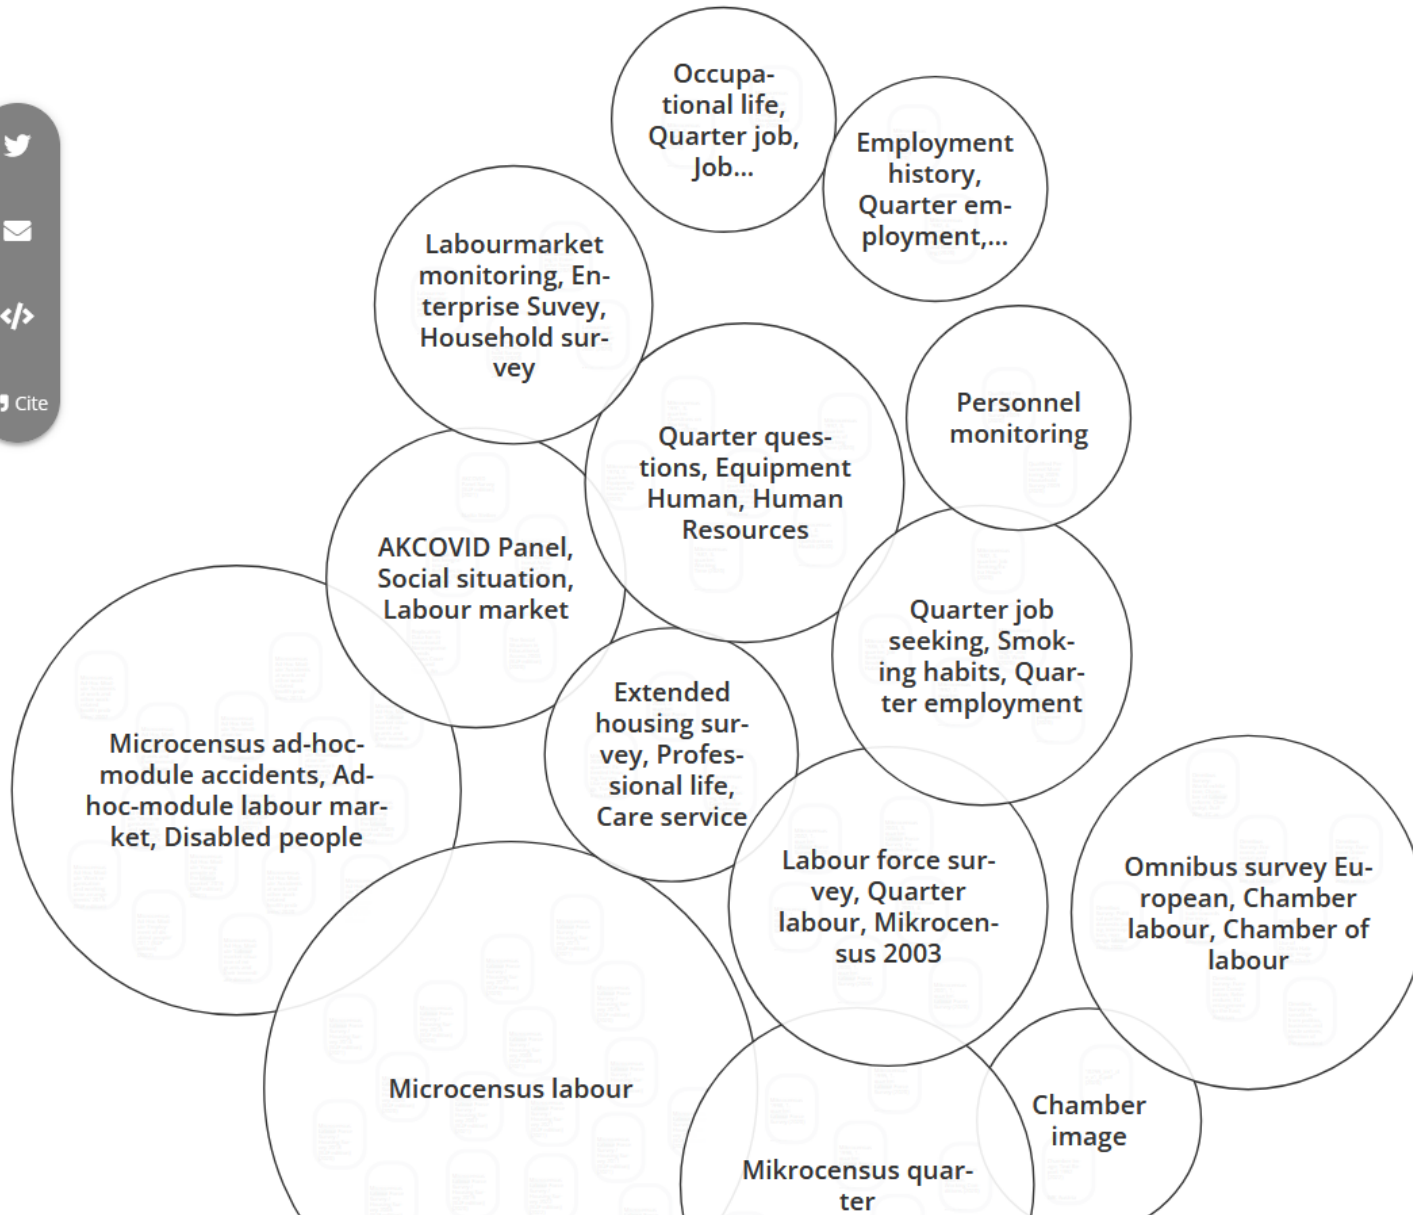 Occupa-
tional life,
Quarter job,
Job...
Employment
history,
Quarter em-
ployment,...
Labourmarket
monitoring, En-
terprise Suvey,
Household sur-
vey
Cite
Personnel
monitoring
Quarter ques-
tions, Equipment
Human, Human
Resources
AKCOVID Panel,
Social situation,
Labour market
Quarter job
seeking, Smok-
ing habits, Quar-
ter employment
Extended
housing sur-
vey, Profes-
sional life,
Care service
Microcensus ad-hoc-
module accidents, Ad-
hoc-module labour mar-
ket, Disabled people
Labour force sur-
vey, Quarter
labour, Mikrocen-
sus 2003
Omnibus survey Eu-
ropean, Chamber
labour, Chamber of
labour
Microcensus labour
Chamber
image
Mikrocensus quar-
ter